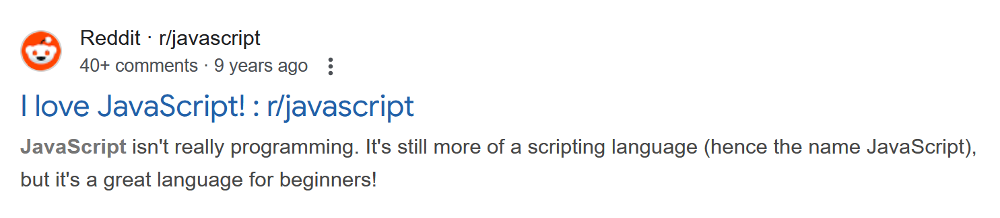 Reddit · r/javascript
40+ comments · 9 years ago
I love JavaScript! : r/javascript
JavaScript isn't really programming. It's still more of a scripting language (hence the name JavaScript),
but it's a great language for beginners!